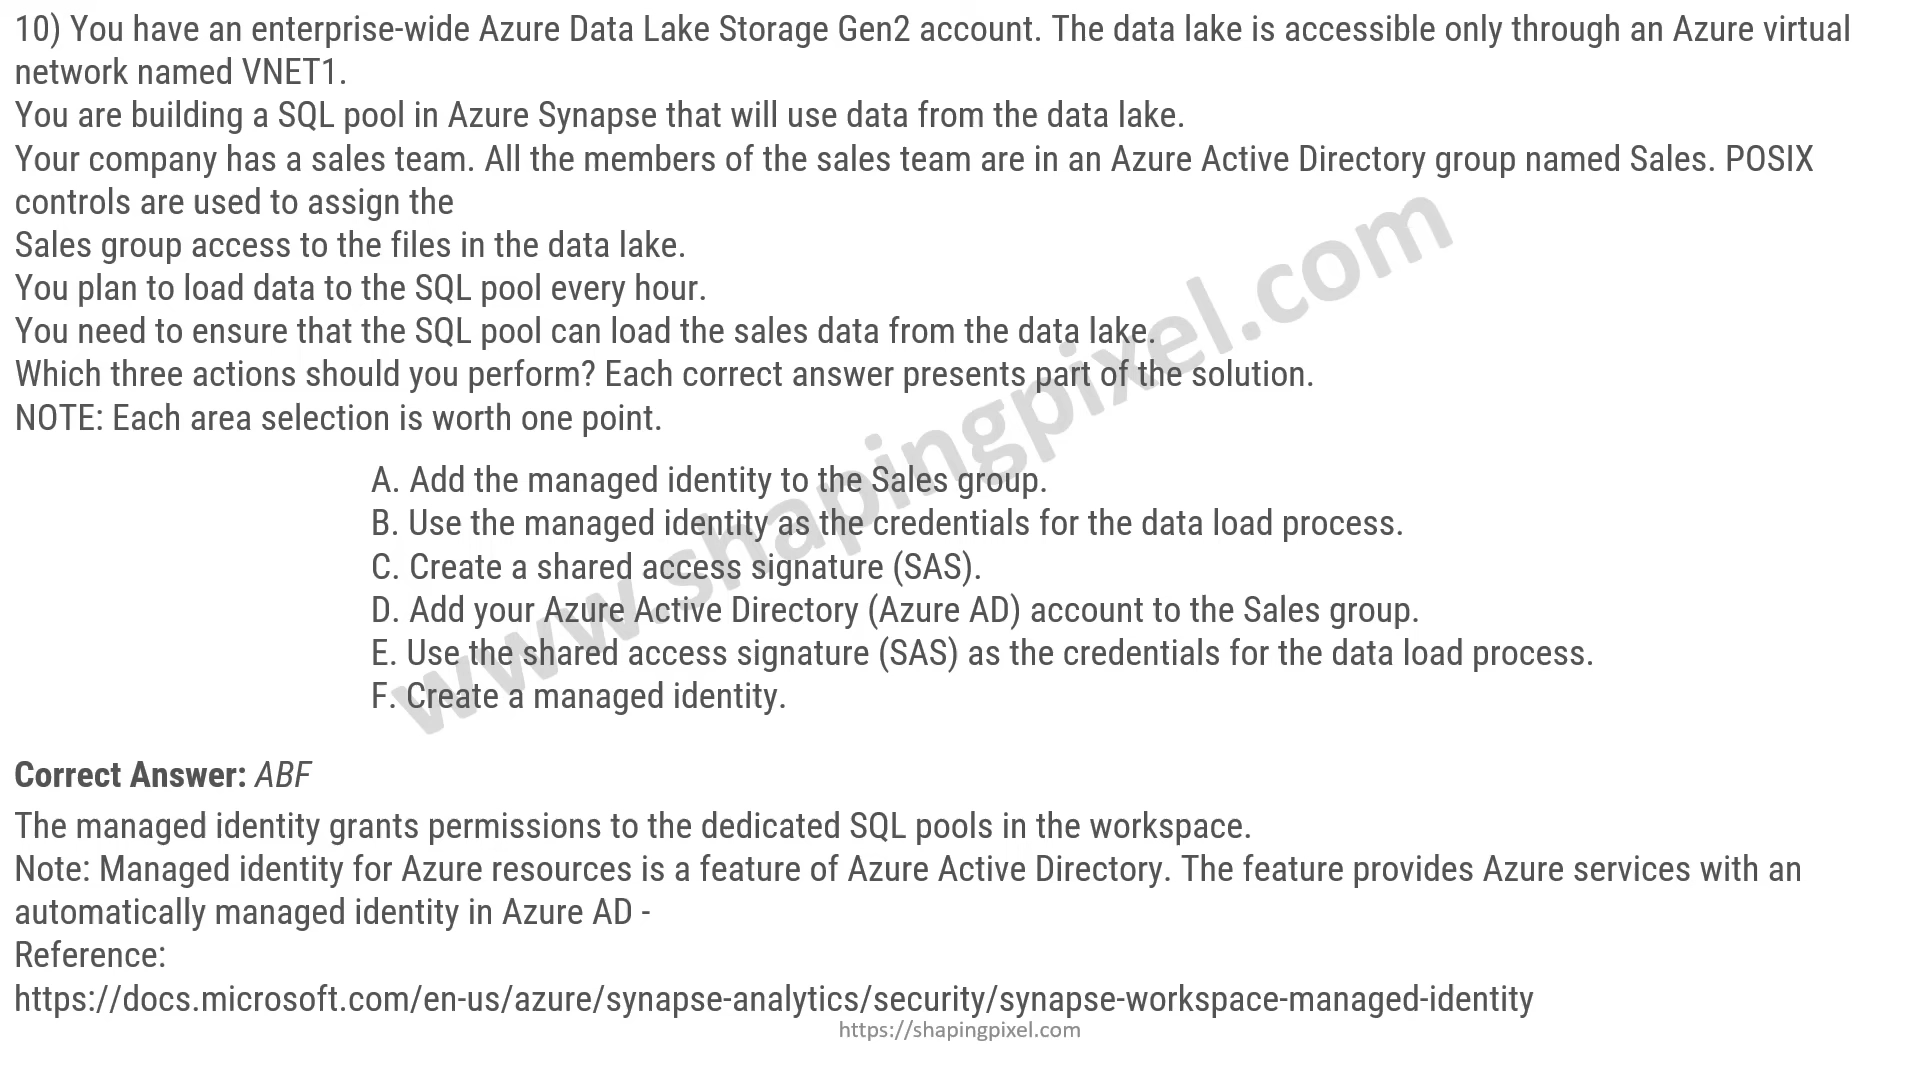 10) You have an enterprise-wide Azure Data Lake Storage Gen2 account. The data lake is accessible only through an Azure virtual
network named VNET1.
You are building a SQL pool in Azure Synapse that will use data from the data lake.
Your company has a sales team. All the members of the sales team are in an Azure Active Directory group named Sales. POSIX
controls are used to assign the
Sales group access to the files in the data lake.
You plan to load data to the SQL pool every hour.
You need to ensure that the SQL pool can load the sales data from the data lake.
Which three actions should you perform? Each correct answer presents part of the solution.
NOTE: Each area selection is worth one point.
A. Add the managed identity to the Sales group.
B. Use the managed identity as the credentials for the data load process.
C. Create a shared access signature (SAS).
D. Add your Azure Active Directory (Azure AD) account to the Sales group.
E. Use the shared access signature (SAS) as the credentials for the data load process.
F. Create a managed identity.
www.shapingpixel.com
Correct Answer: ABF
The managed identity grants permissions to the dedicated SQL pools in the workspace.
Note: Managed identity for Azure resources is a feature of Azure Active Directory. The feature provides Azure services with an
automatically managed identity in Azure AD -
Reference:
https://docs.microsoft.com/en-us/azure/synapse-analytics/security/synapse-workspace-managed-identity
https://shapingpixel.com